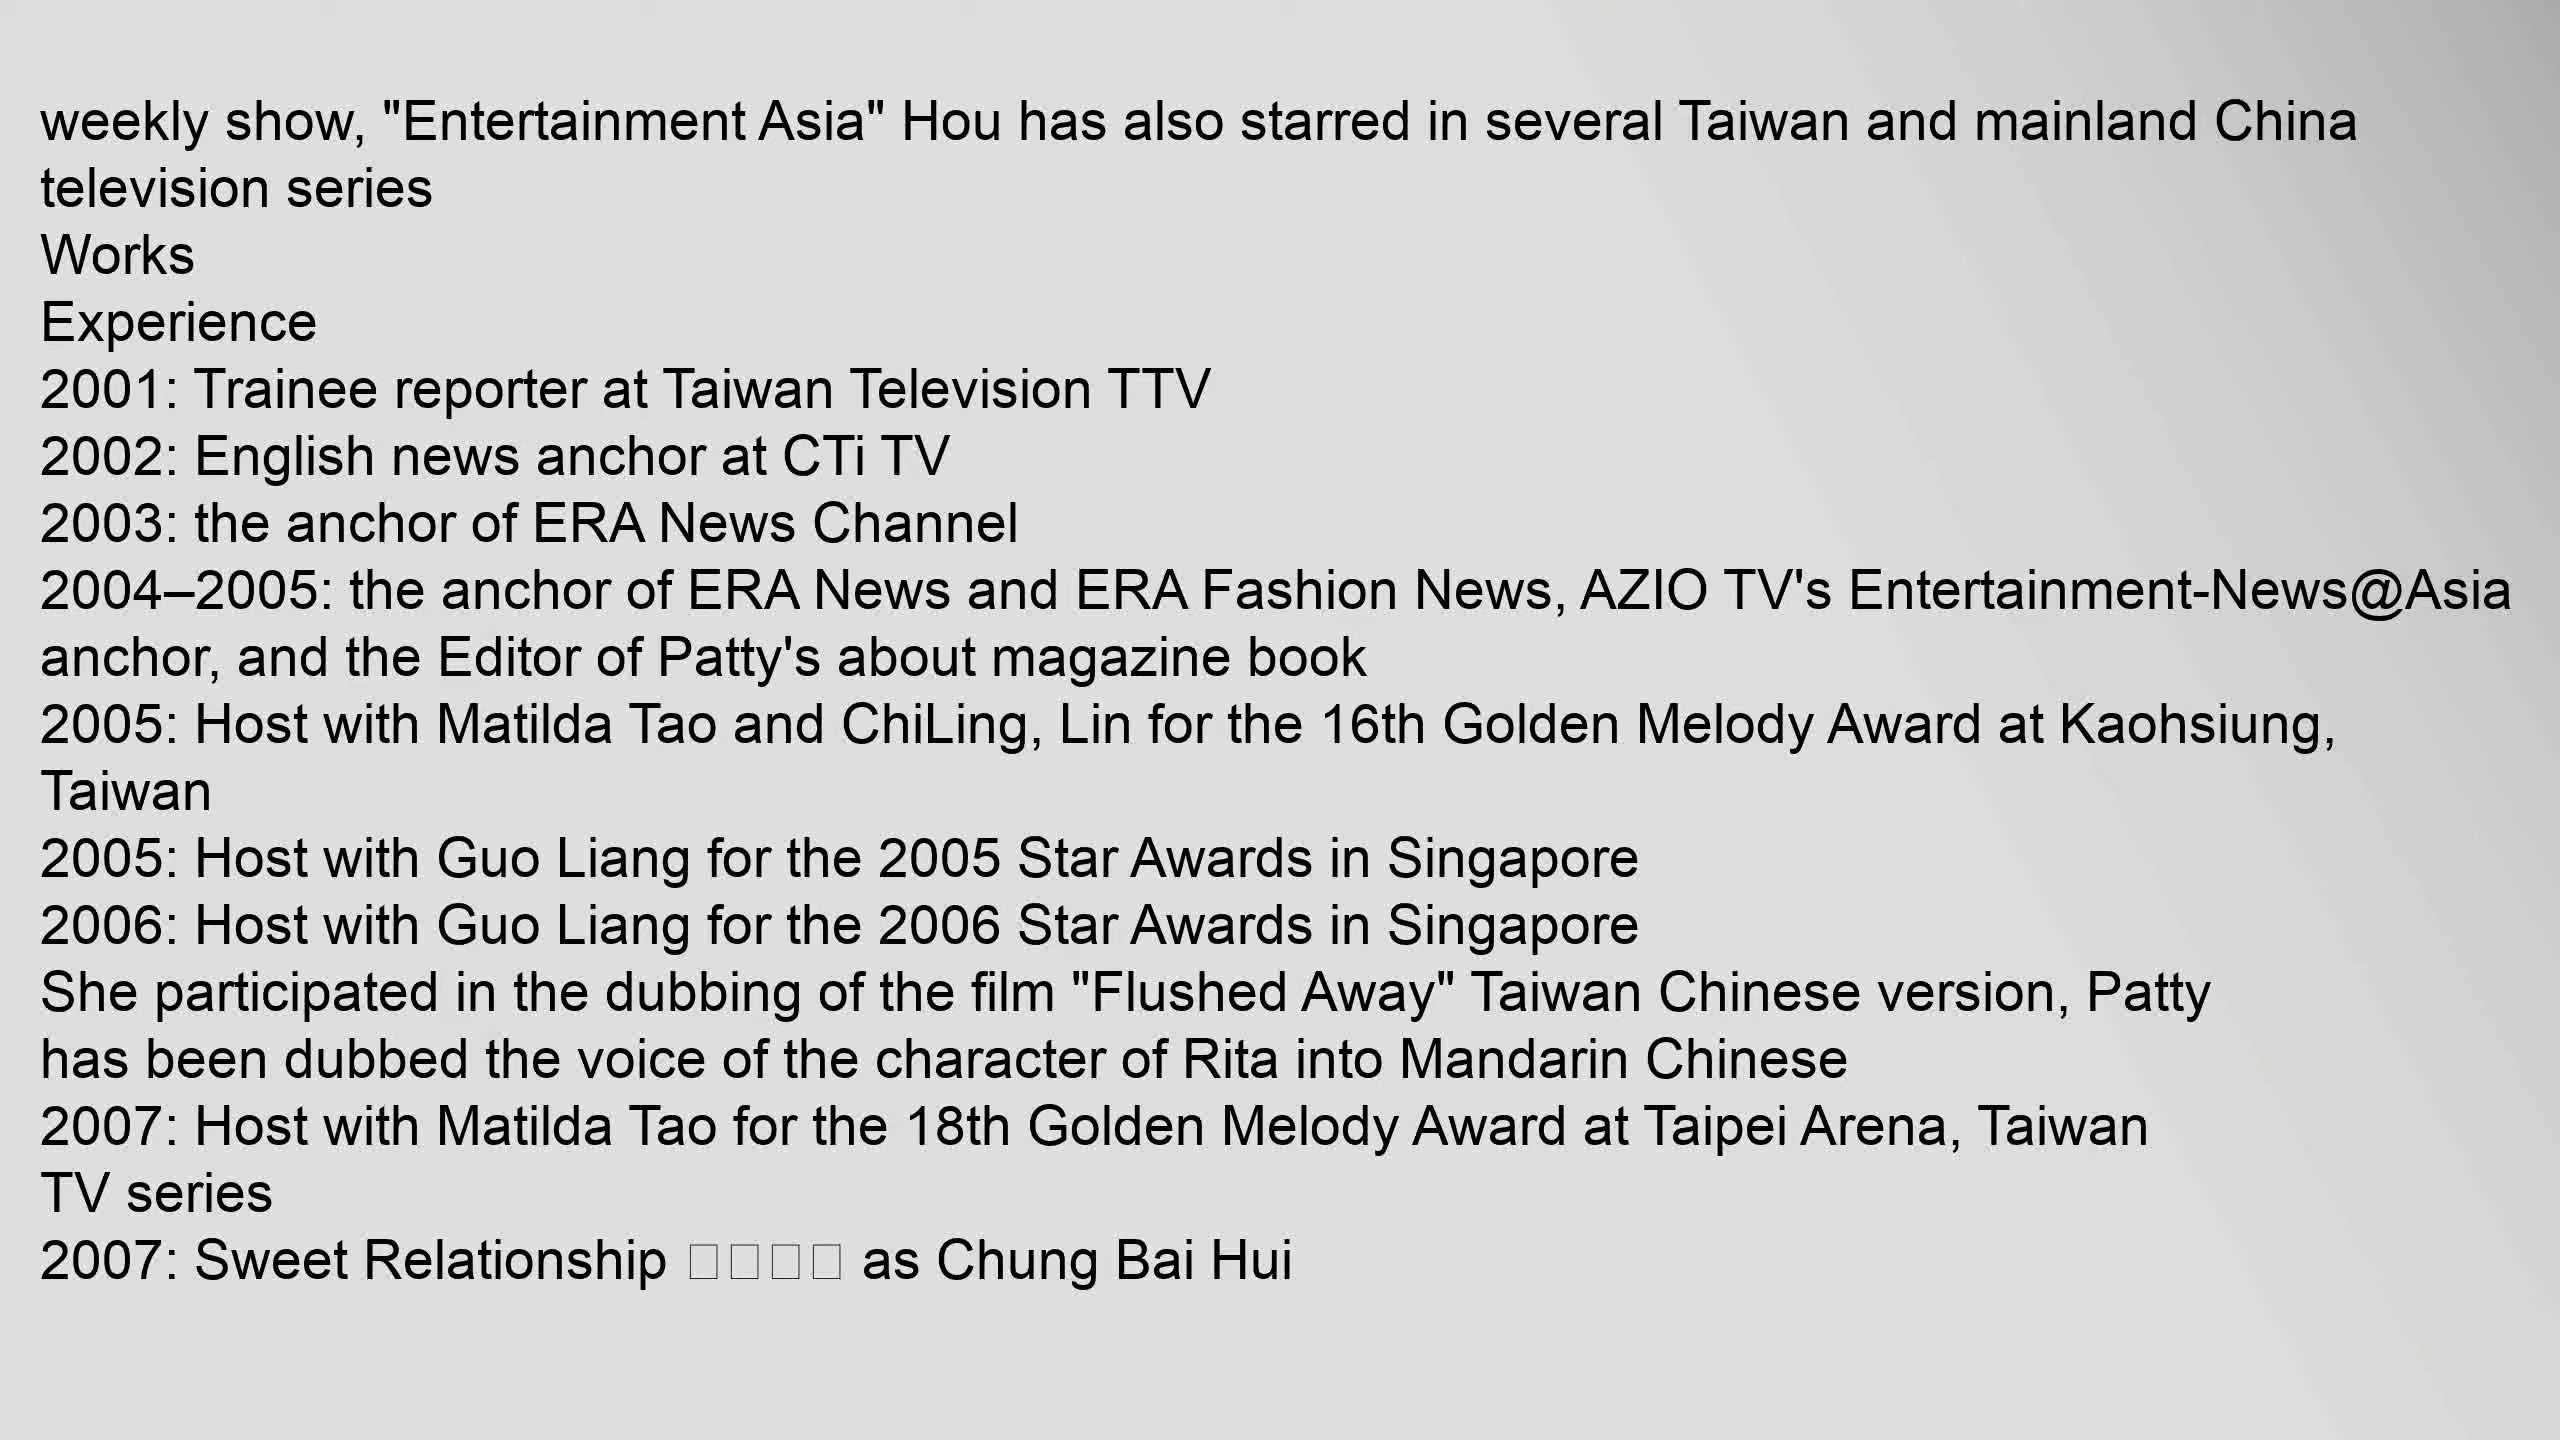 weekly show, "Entertainment Asia" Hou has also starred in several Taiwan and mainland China
television series
Works
Experience
2001: Trainee reporter at Taiwan Television TTV
2002: English news anchor at CTi TV
2003: the anchor of ERA News Channel
2004–2005: the anchor of ERA News and ERA Fashion News, AZIO TV's Entertainment-News@Asia
anchor, and the Editor of Patty's about magazine book
2005: Host with Matilda Tao and ChiLing, Lin for the 16th Golden Melody Award at Kaohsiung,
Taiwan
2005: Host with Guo Liang for the 2005 Star Awards in Singapore
2006: Host with Guo Liang for the 2006 Star Awards in Singapore
She participated in the dubbing of the film "Flushed Away" Taiwan Chinese version, Patty
has been dubbed the voice of the character of Rita into Mandarin Chinese
2007: Host with Matilda Tao for the 18th Golden Melody Award at Taipei Arena, Taiwan
TV series
2007: Sweet Relationship as Chung Bai Hui